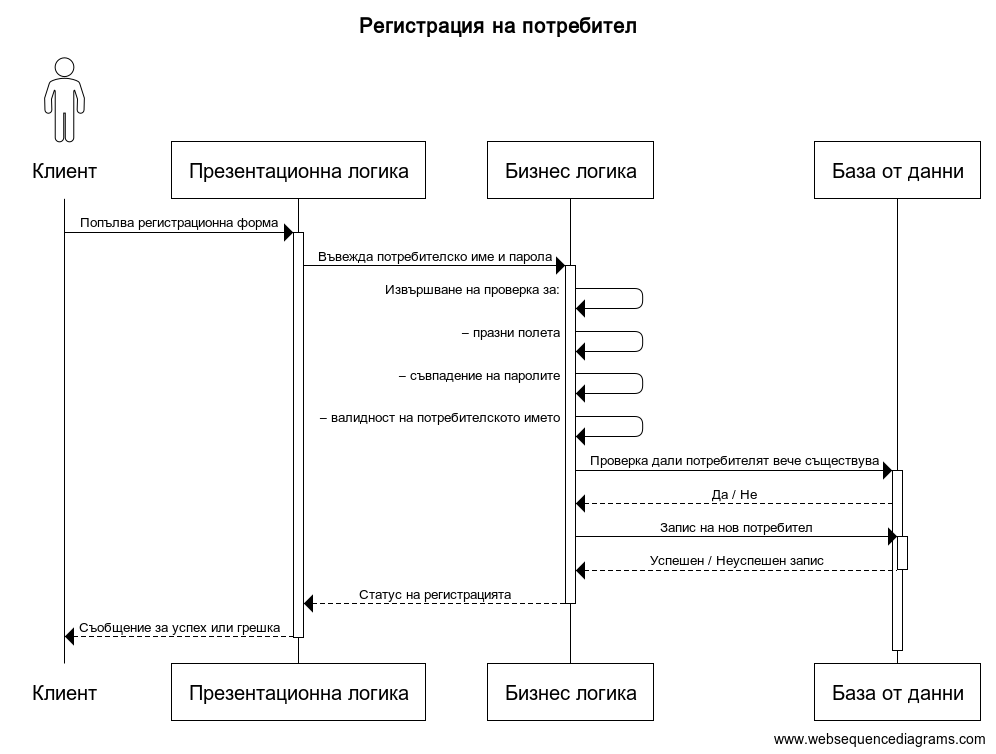 Регистрация на потребител
Клиент
Презентационна логика
Бизнес логика
База от данни
Попълва регистрационна форма
Въвежда потребителско име и парола
Извършване на проверка за:
– празни полета
– съвпадение на паролите
– валидност на потребителското името
Проверка дали потребителят вече съществува
Да / Не
Запис на нов потребител
Успешен / Неуспешен запис
Статус на регистрацията
Съобщение за успех или грешка
Клиент
Презентационна логика
Бизнес логика
База от данни
www.websequencediagrams.com